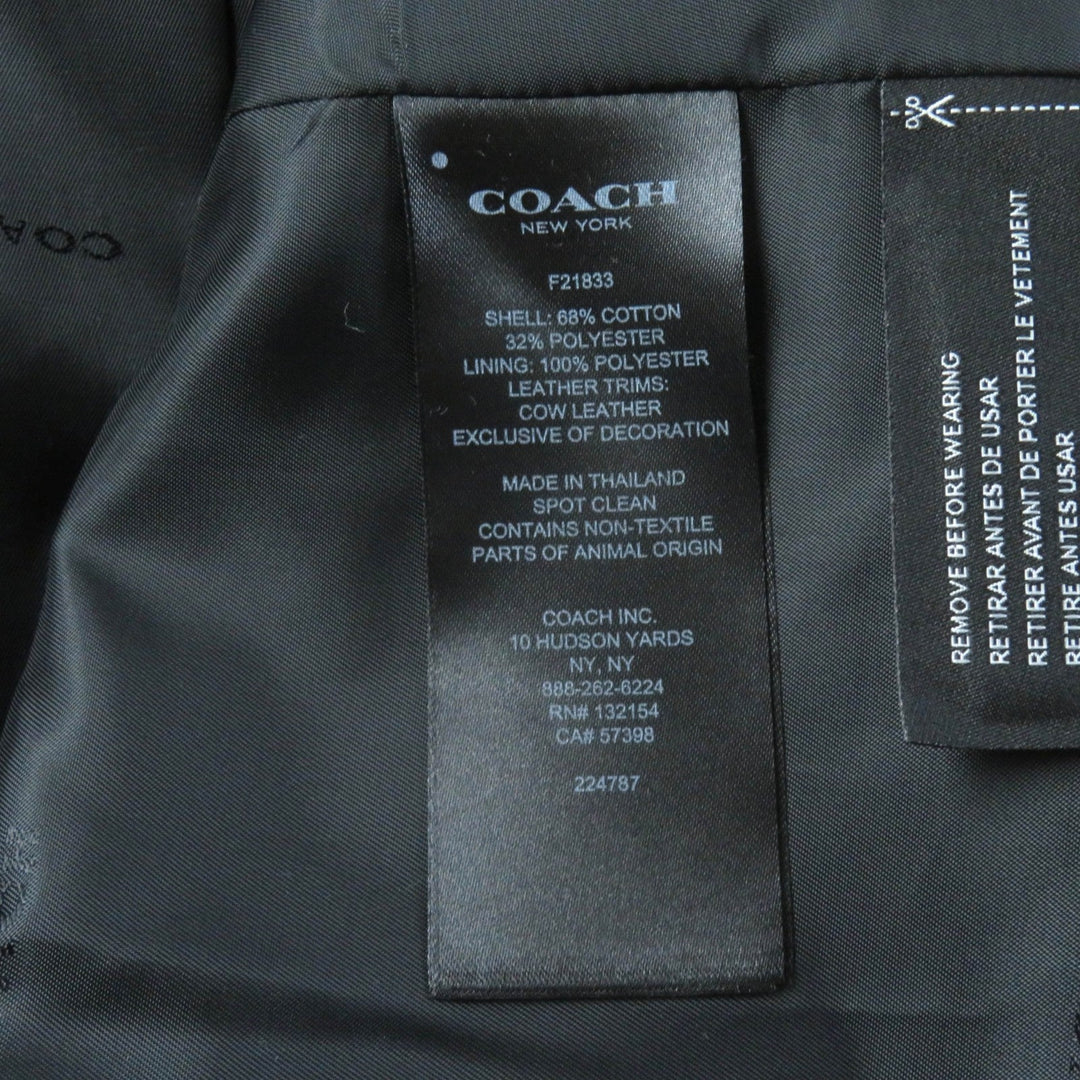 COACH
NEW YORK
F21833
SHELL: 68% COTTON
32% POLYESTER
LINING: 100% POLYESTER
LEATHER TRIMS:
COW LEATHER
EXCLUSIVE OF DECORATION
MADE IN THAILAND
SPOT CLEAN
CONTAINS NON-TEXTILE
PARTS OF ANIMAL ORIGIN
COACH INC.
10 HUDSON YARDS
NY, NY
888-262-6224
RN# 132154
CA# 57398
224787
REMOVE BEFORE WEARING
RETIRAR ANTES DE USAR
RETIRER AVANT DE PORTER LE VETEMENT
RETIRE ANTES USAR
COA